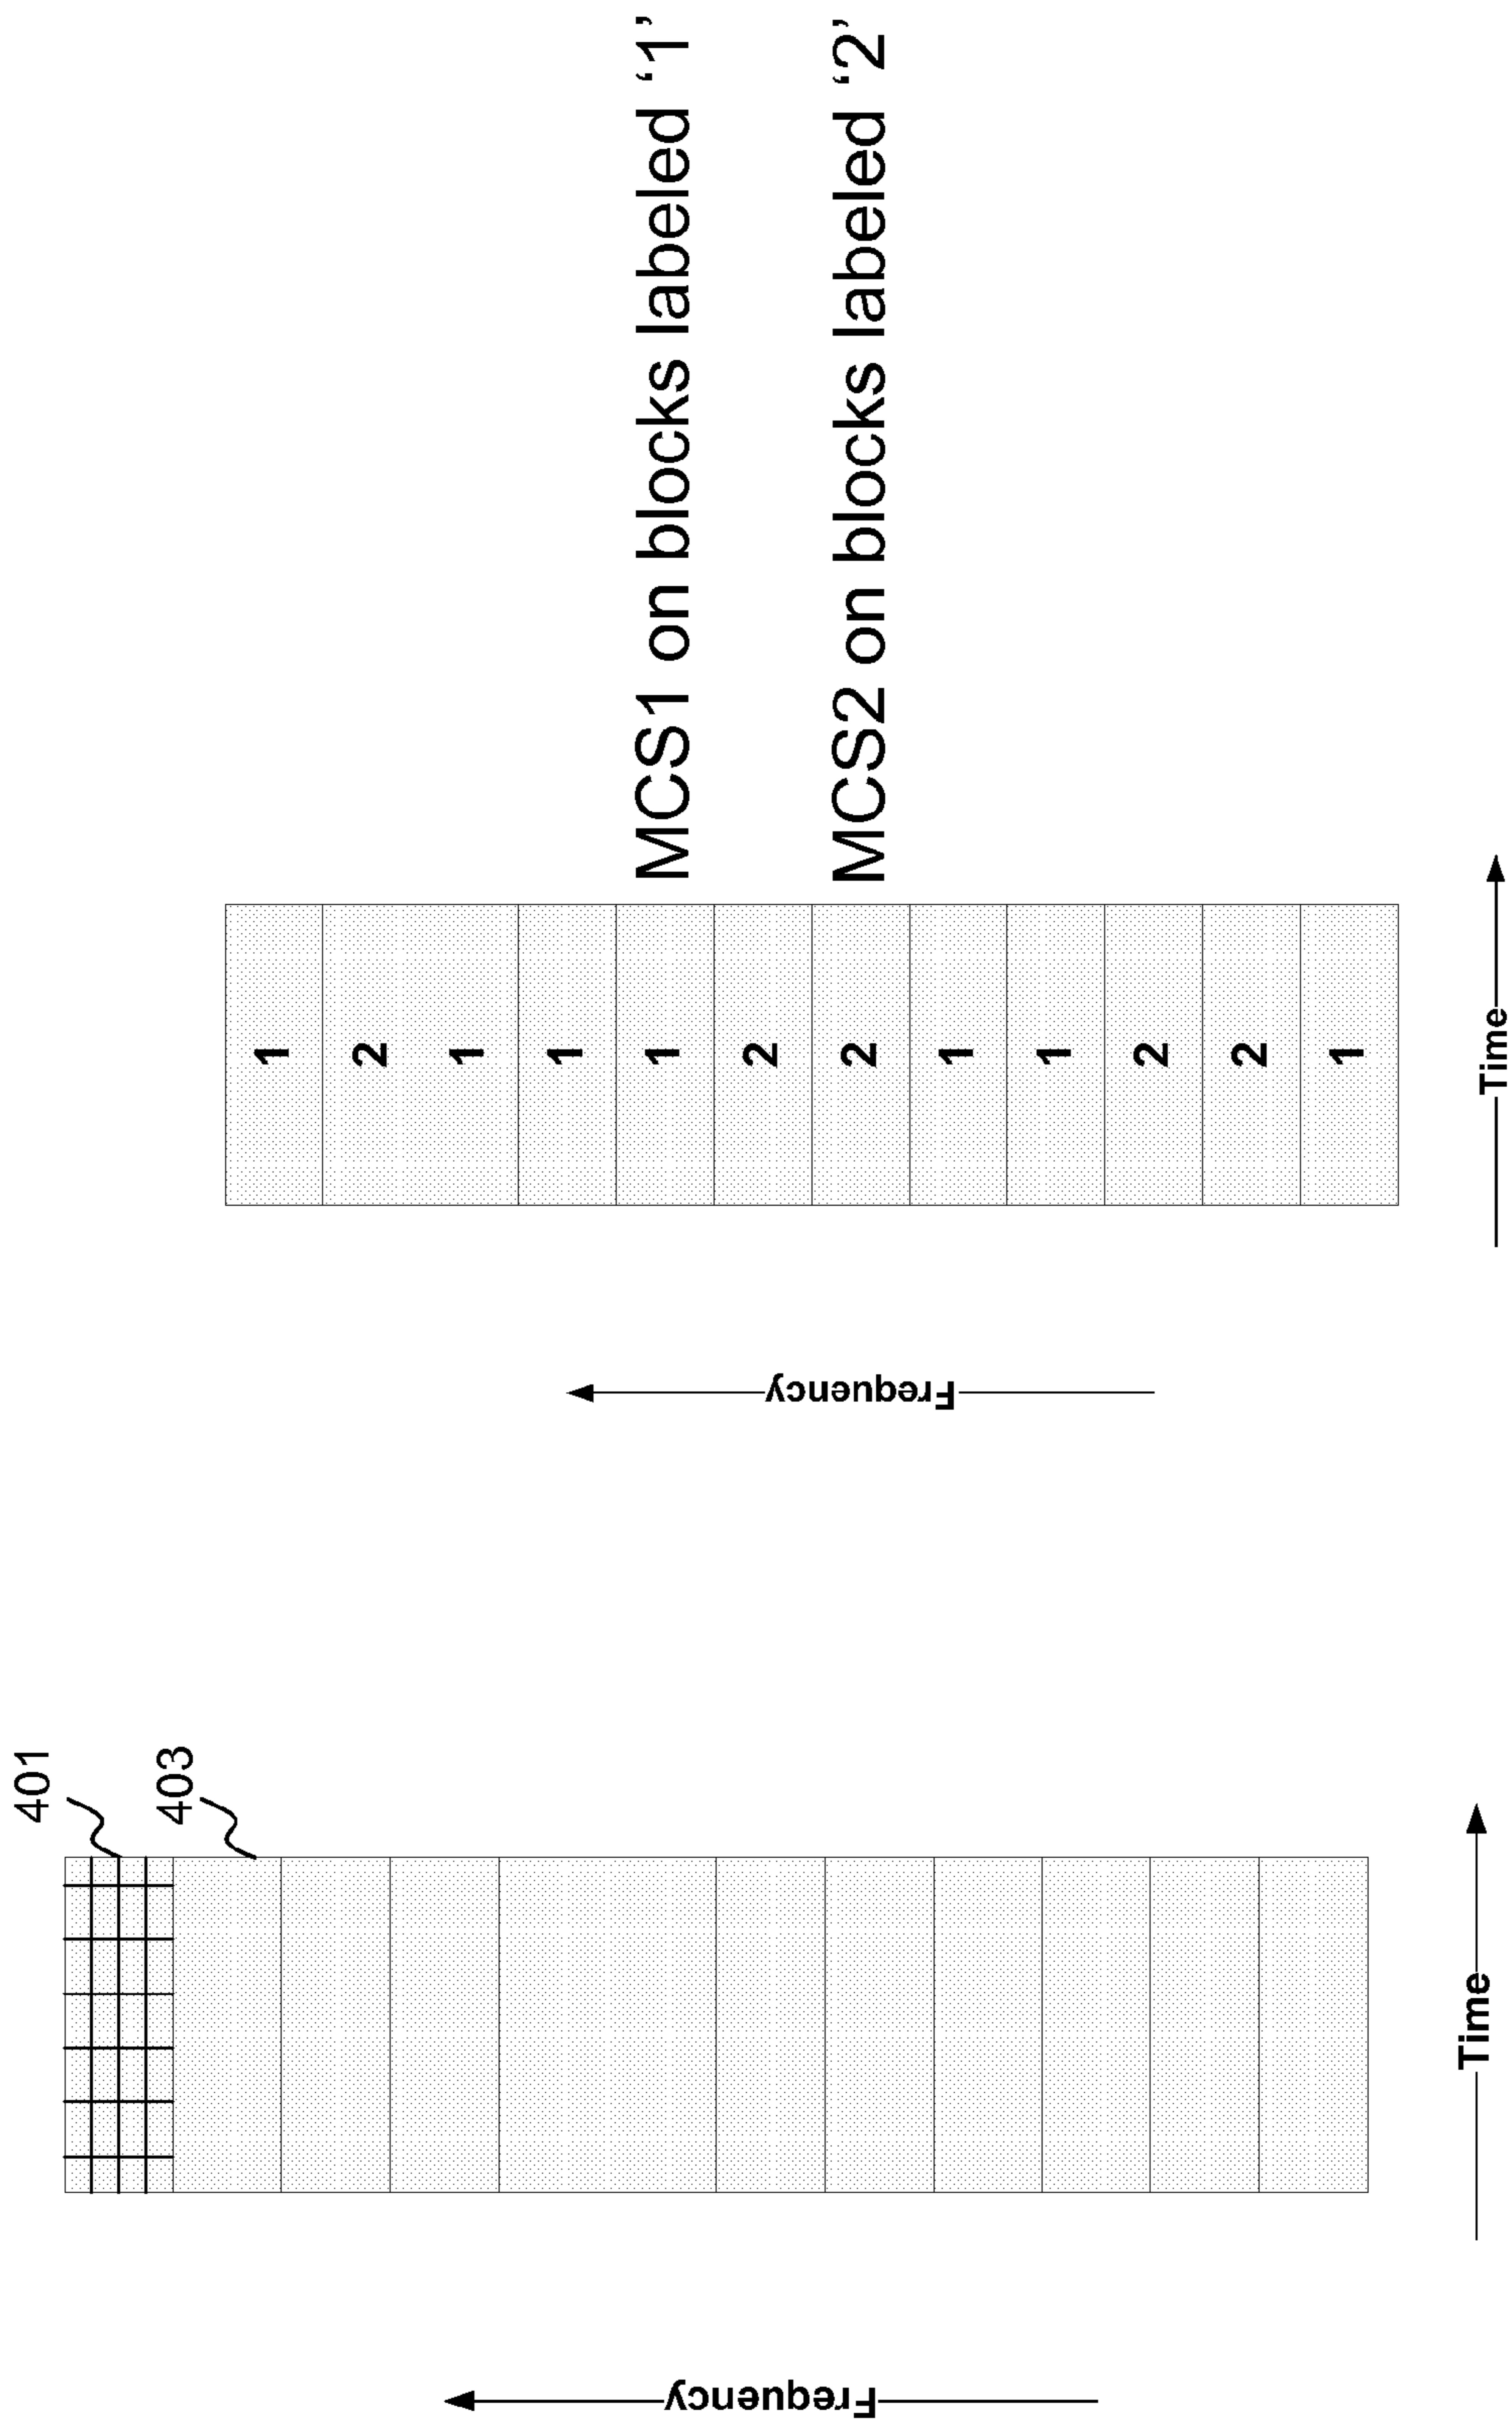 401
403
Frequency
Time
1
2
1
1
1
2
2
1
1
2
2
1
MCS1 on blocks labeled ‘1’
MCS2 on blocks labeled ‘2’
Frequency
Time